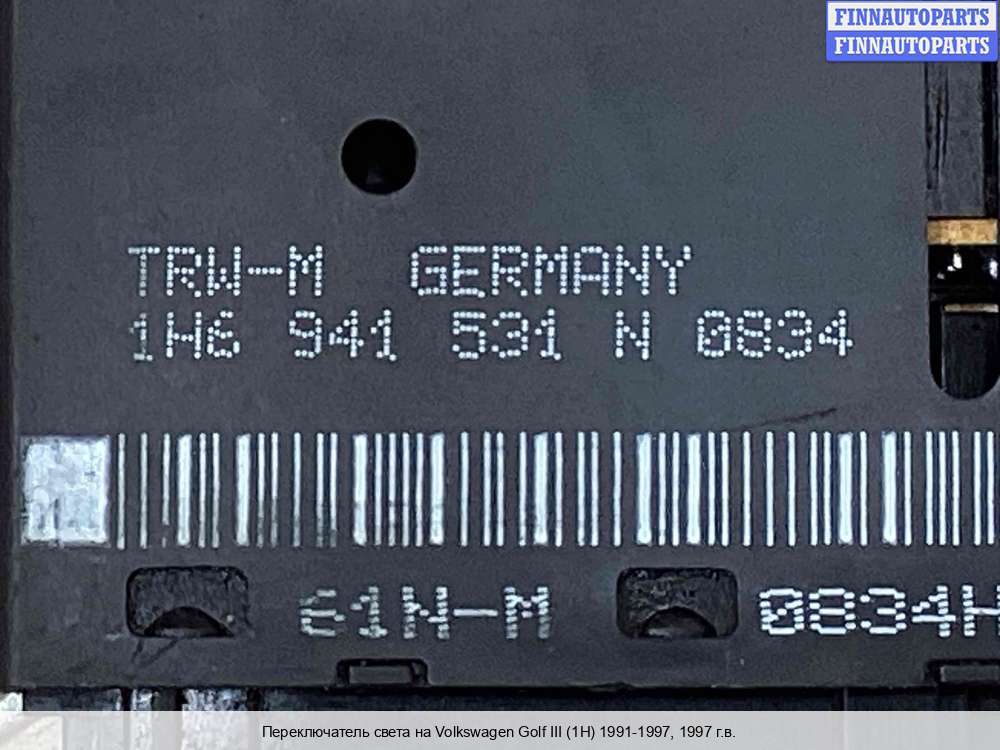 FINNAUTOPARTS
FINNAUTOPARTS
TRW-M GERMANY
1H6 941 531 N 0834
61N-M 0834H
Переключатель света на Volkswagen Golf III (1H) 1991-1997, 1997 г.в.